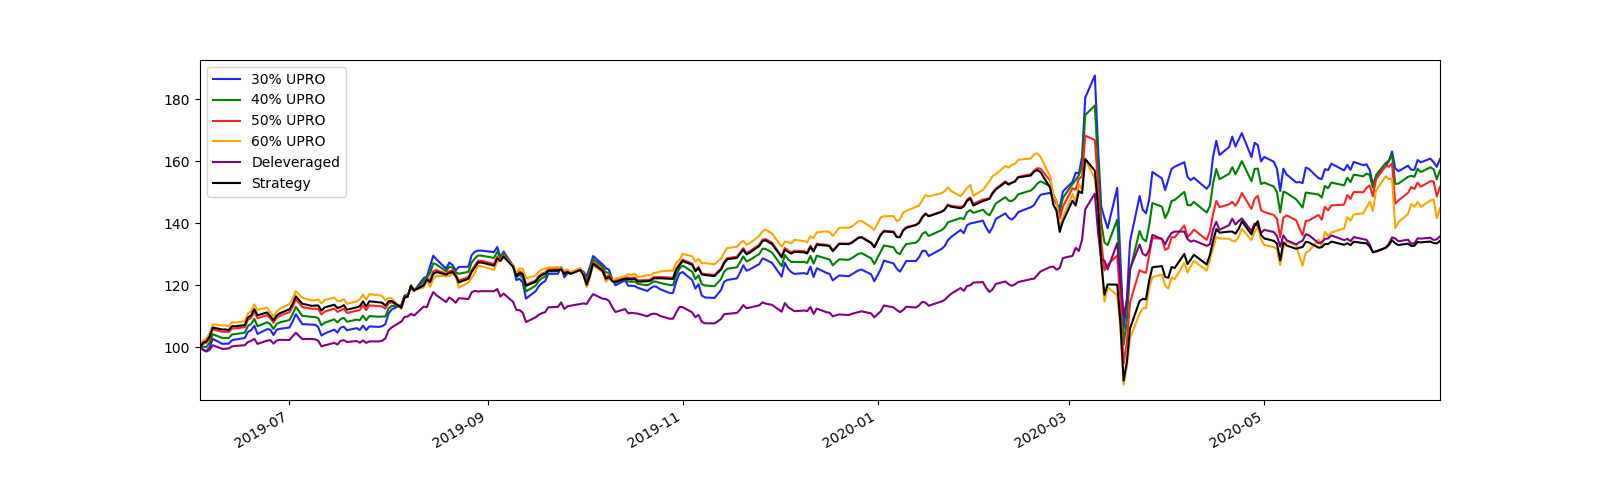 180
160
140
120
100
30% UPRO
40% UPRO
50% UPRO
60% UPRO
Deleveraged
Strategy
2019-07
2019-09
2019-11
2020-01
2020-03
2020-05